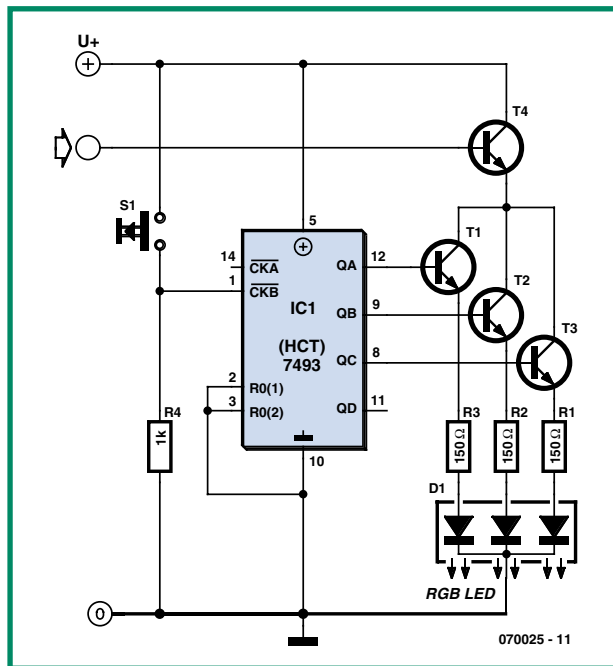 U+
T4
S1
5
T1
14 CKA QA 12
1 CKB
T2
IC1
QB 9
(HCT)
7493
QC 8
T3
2 R0(1)
3 R0(2)
QD 11
R4
1k
10
R3 R2 R1
150Ω 150Ω 150Ω
D1
RGB LED
0
070025 - 11